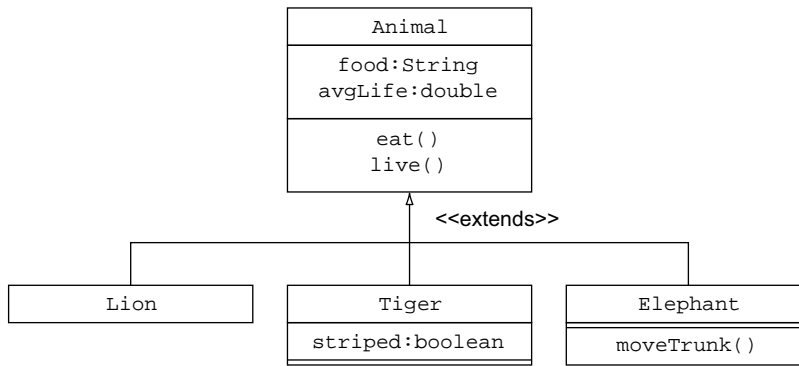 Animal
food:String
avgLife:double
eat()
live()
<<extends>>
Lion
Tiger
Elephant
striped:boolean
moveTrunk()